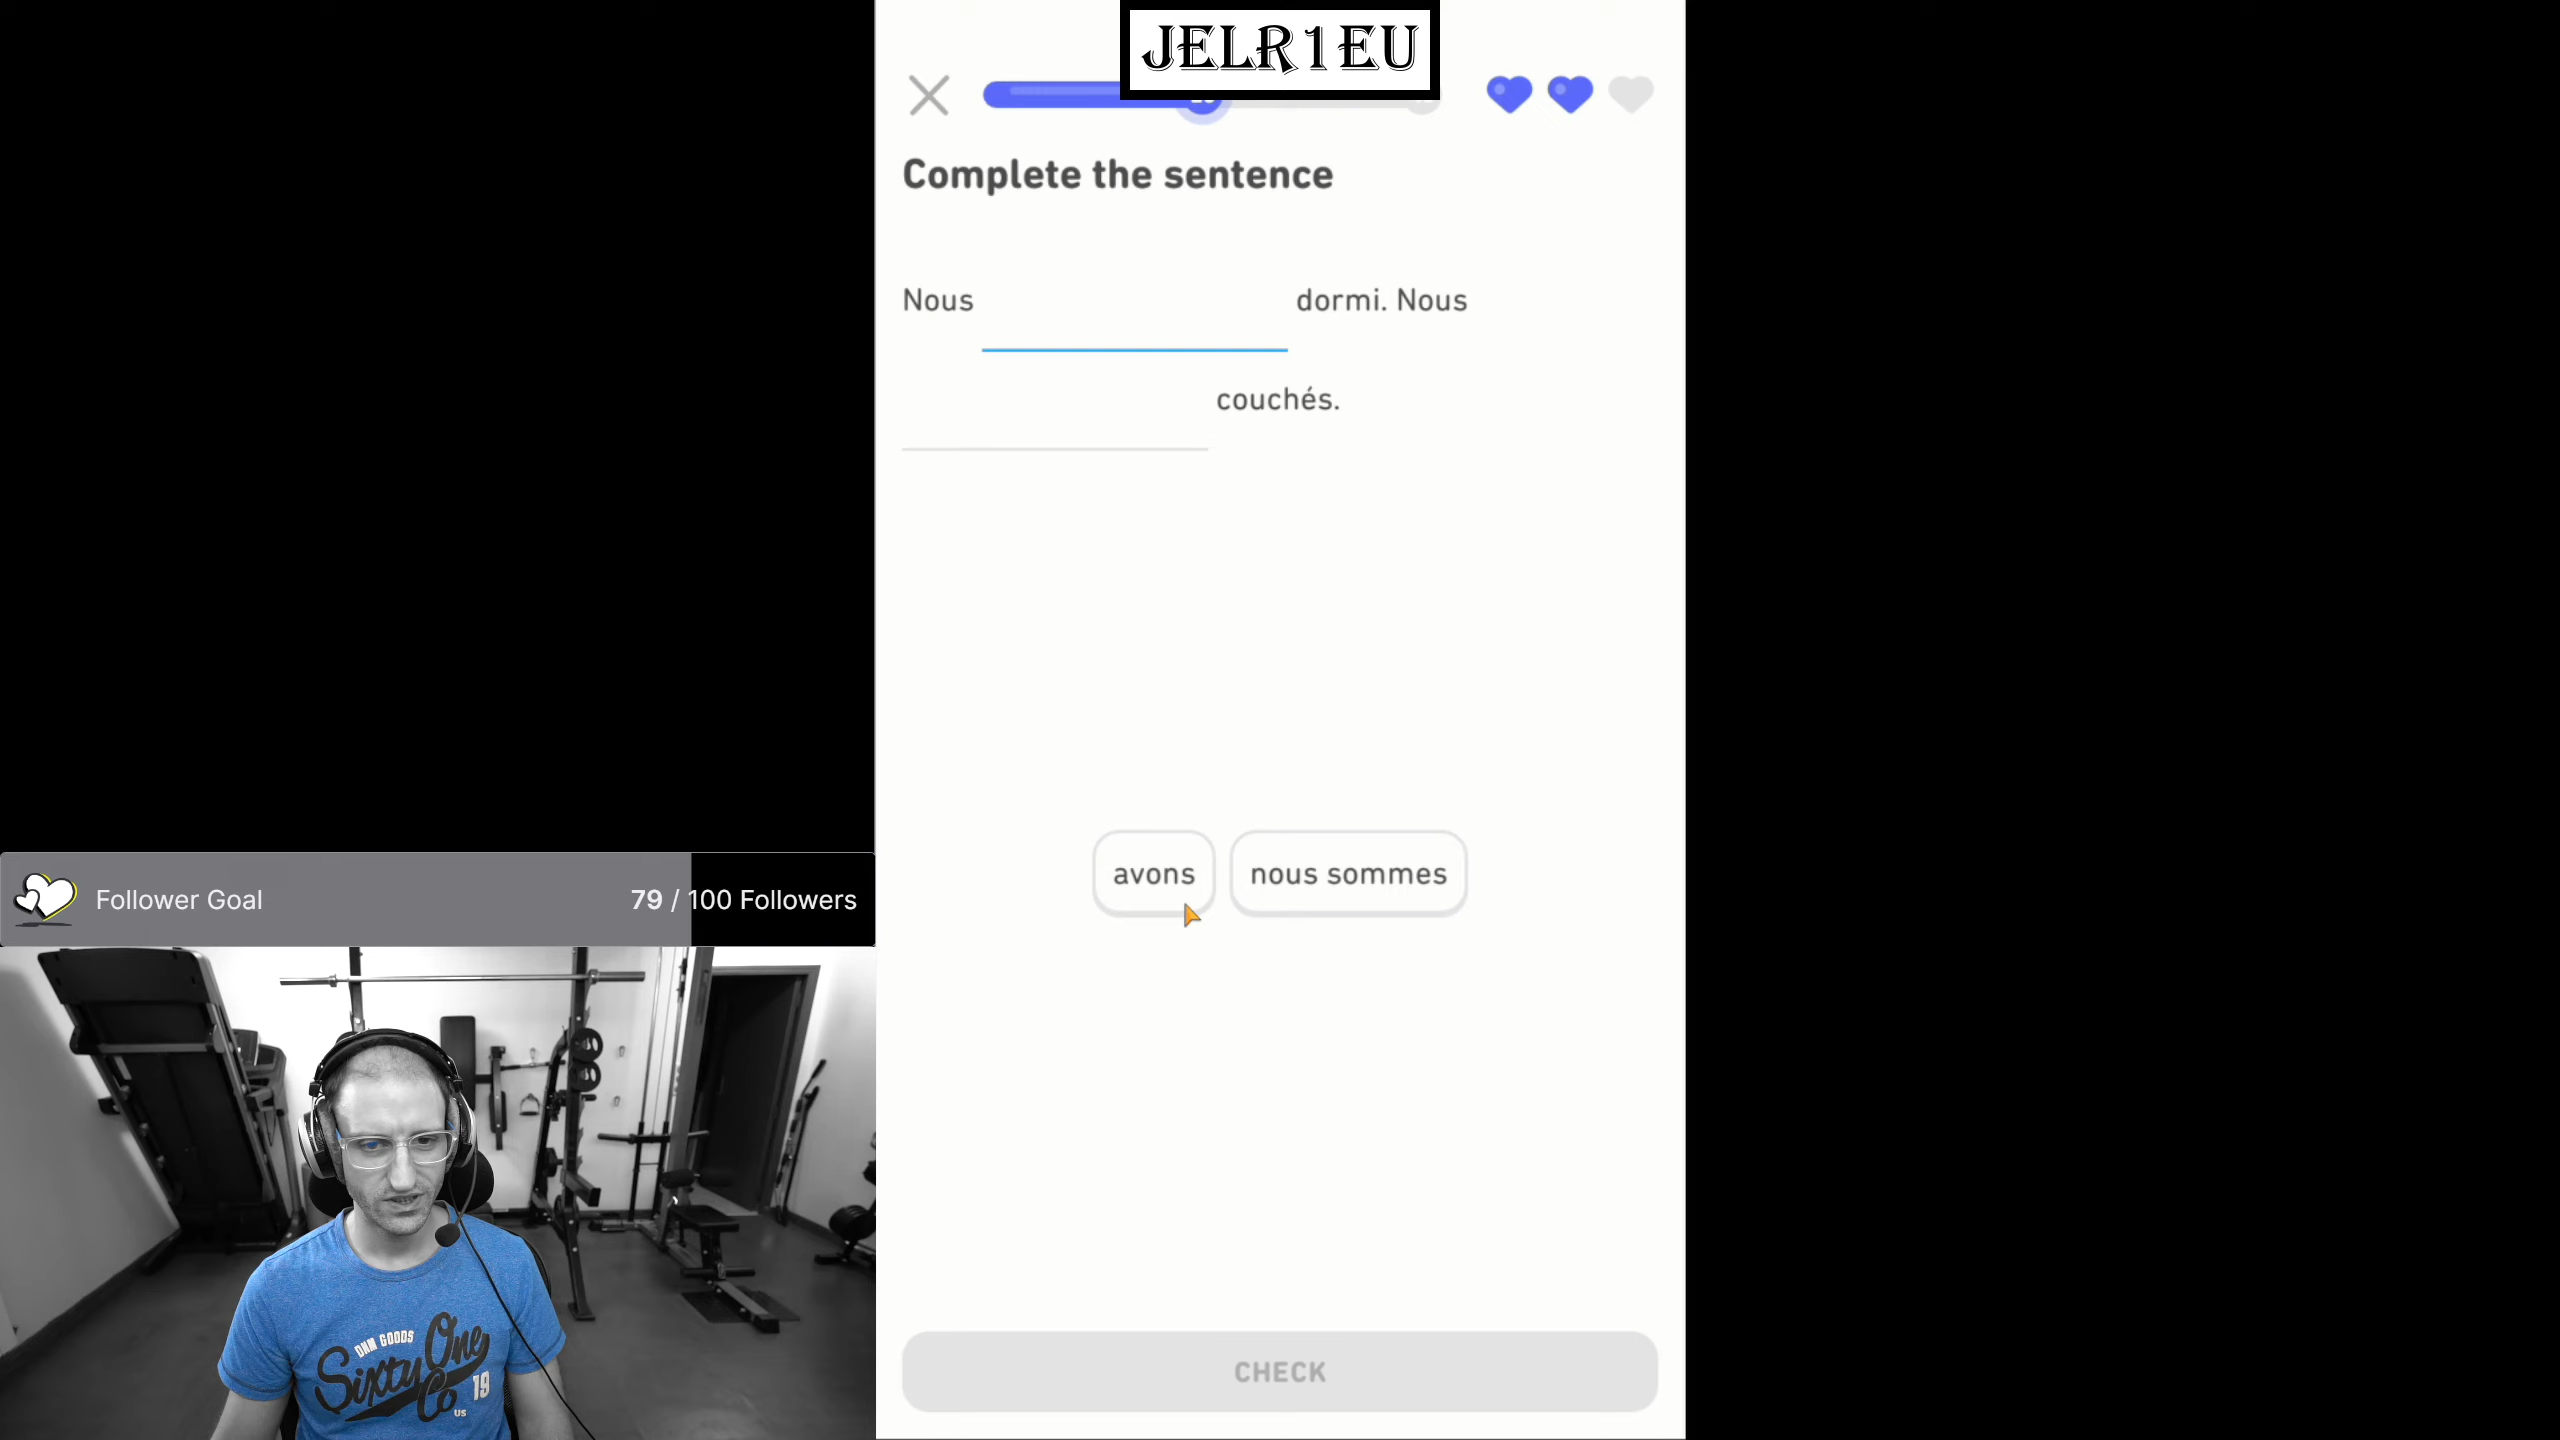 JELR1EU
Complete the sentence
Nous dormi. Nous
couchés.
avons nous sommes
Follower Goal 79 / 100 Followers
CHECK
DNM GOODS
Sixty One
Co 19
US